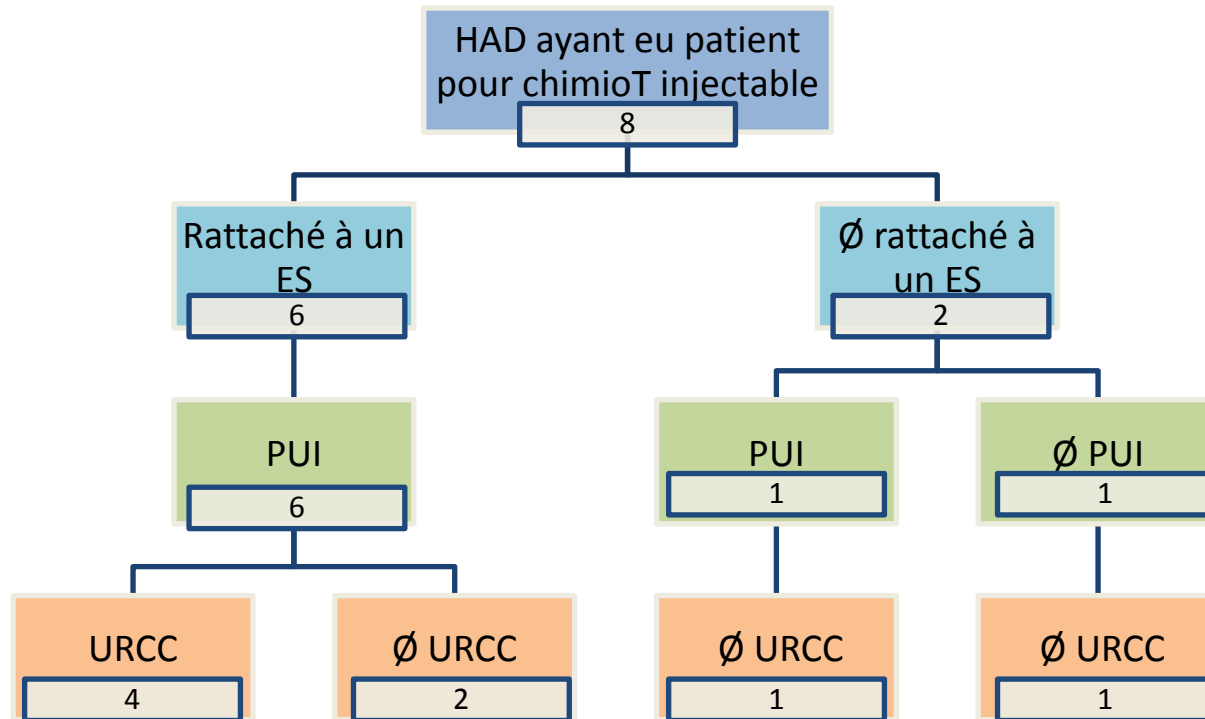 HAD ayant eu patient
pour chimioT injectable
8
Rattaché à un
ES
6
Ø rattaché à
un ES
2
PUI
6
PUI
1
Ø PUI
1
URCC
4
Ø URCC
2
Ø URCC
1
Ø URCC
1